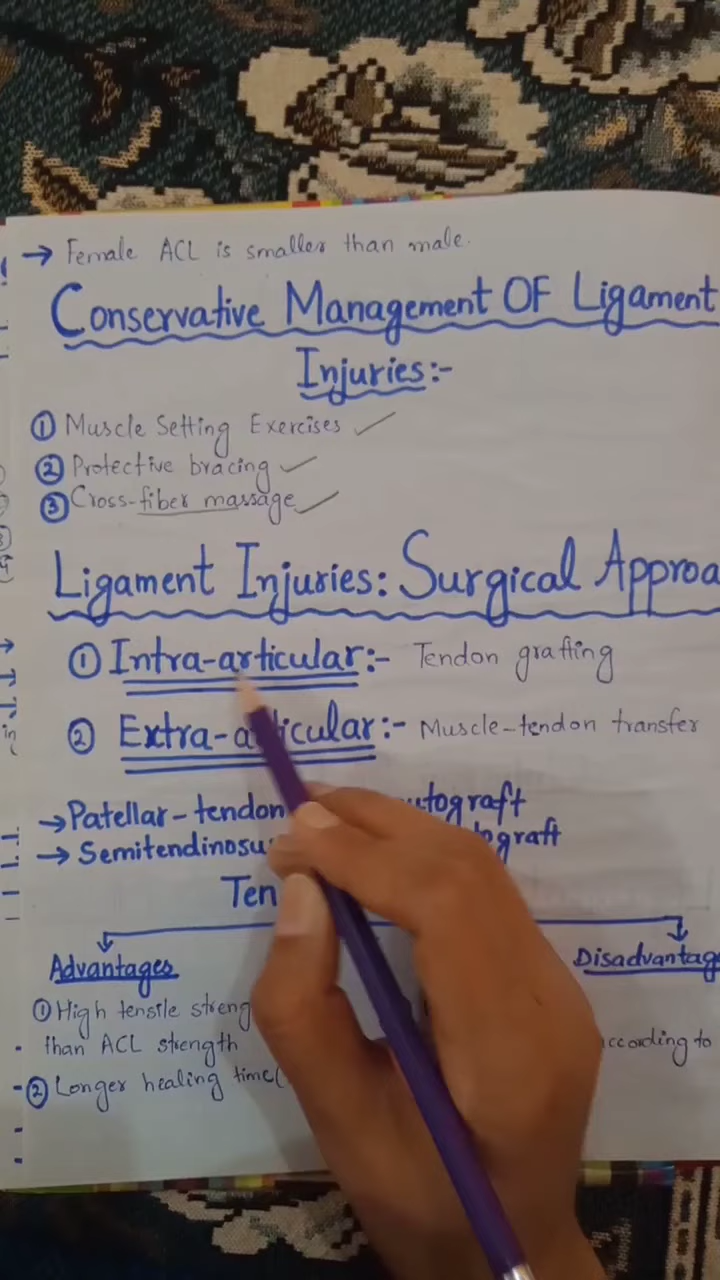 → Female ACL is smaller than male.
Conservative Management OF Ligament
Injuries:-
① Muscle Setting Exercises ✓
② Protective bracing ✓
③ Cross-fiber massage ✓
Ligament Injuries: Surgical Approa
① Intra-articular:- Tendon grafting
② Extra-articular:- Muscle-tendon transfer
→ Patellar-tendon utograft
→ Semitendinosu tograft
Ten
Advantages Disadvantag
① High tensile streng
than ACL strength ccording to
② Longer healing time(